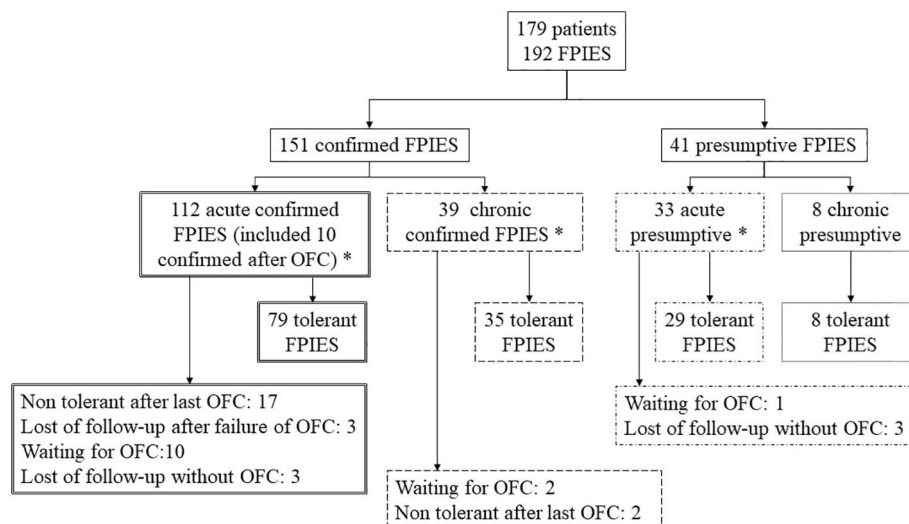 179 patients
192 FPIES
151 confirmed FPIES
41 presumptive FPIES
112 acute confirmed
FPIES (included 10
confirmed after OFC) *
39 chronic
confirmed FPIES *
33 acute
presumptive *
8 chronic
presumptive
79 tolerant
FPIES
35 tolerant
FPIES
29 tolerant
FPIES
8 tolerant
FPIES
Non tolerant after last OFC: 17
Lost of follow-up after failure of OFC: 3
Waiting for OFC:10
Lost of follow-up without OFC: 3
Waiting for OFC: 2
Non tolerant after last OFC: 2
Waiting for OFC: 1
Lost of follow-up without OFC: 3